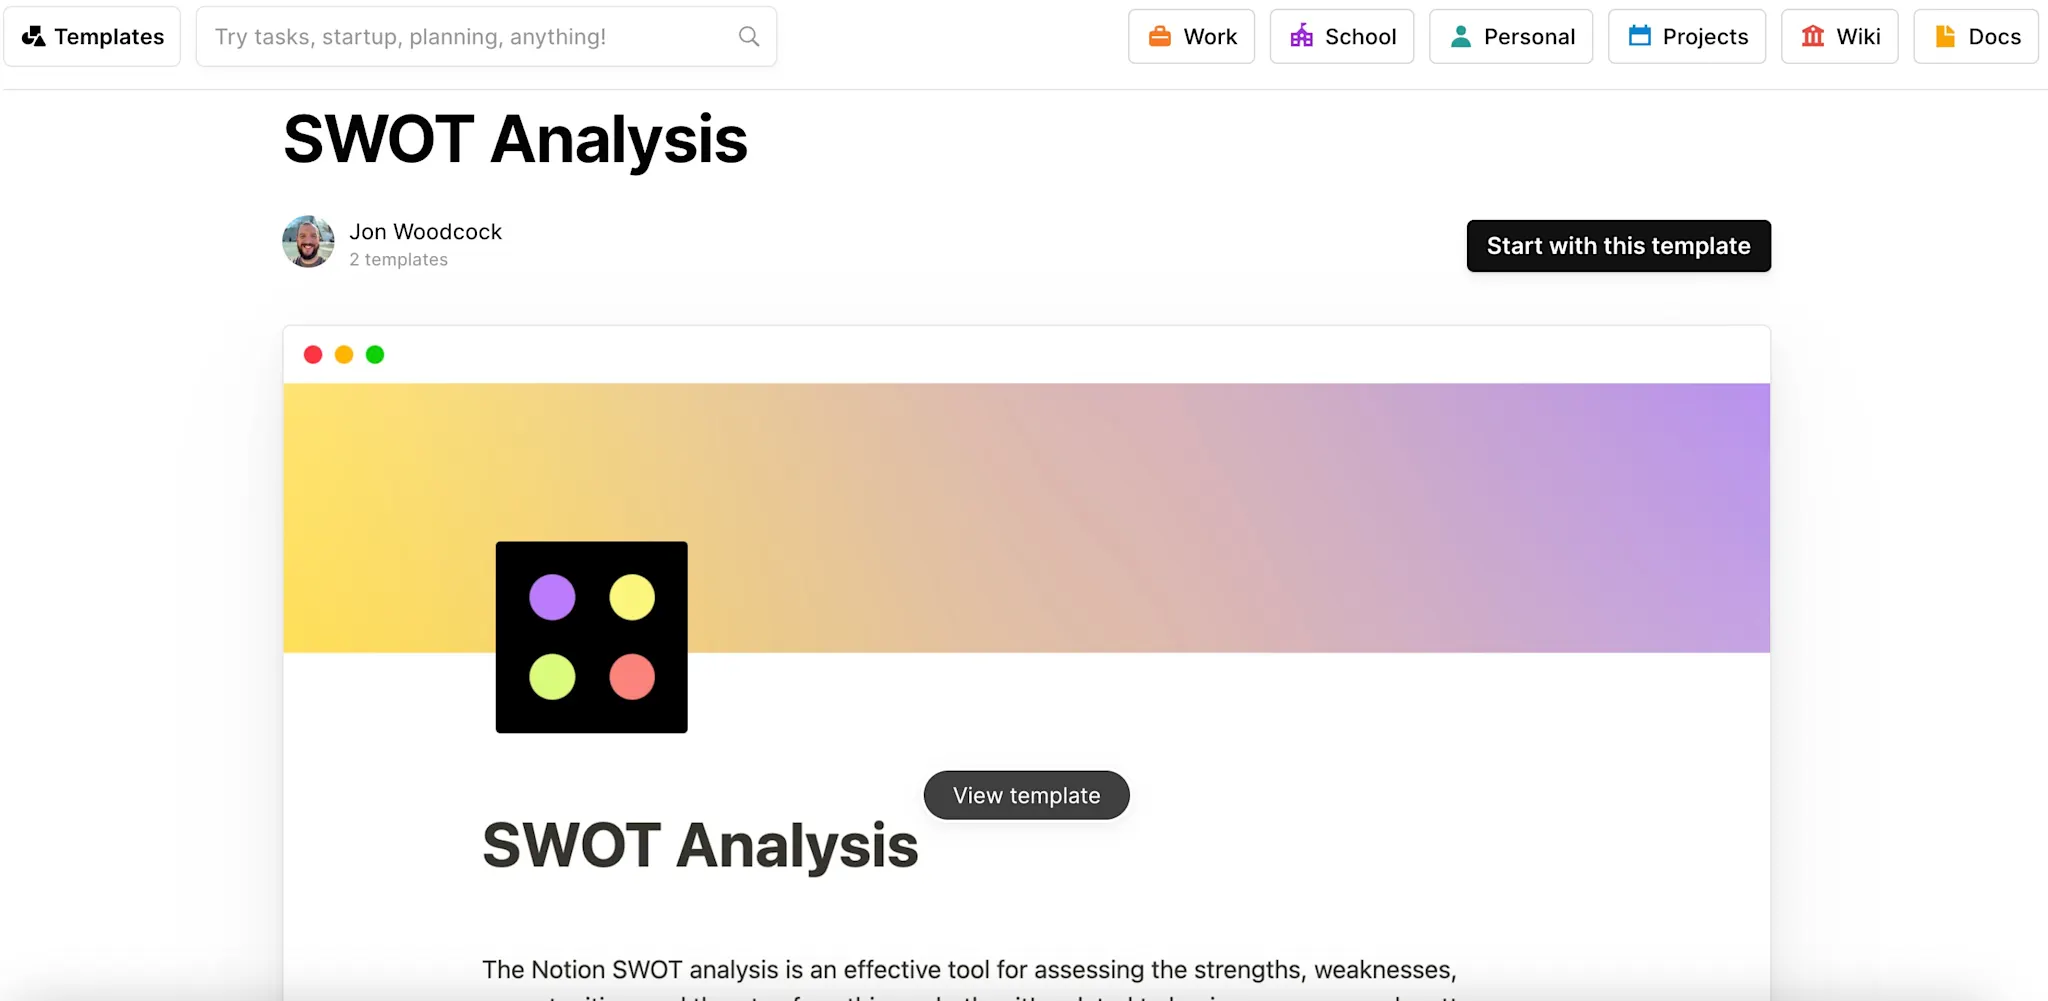 Templates
Try tasks, startup, planning, anything!
Work
School
Personal
Projects
Wiki
Docs
SWOT Analysis
Jon Woodcock
2 templates
Start with this template
View template
SWOT Analysis
The Notion SWOT analysis is an effective tool for assessing the strengths, weaknesses,